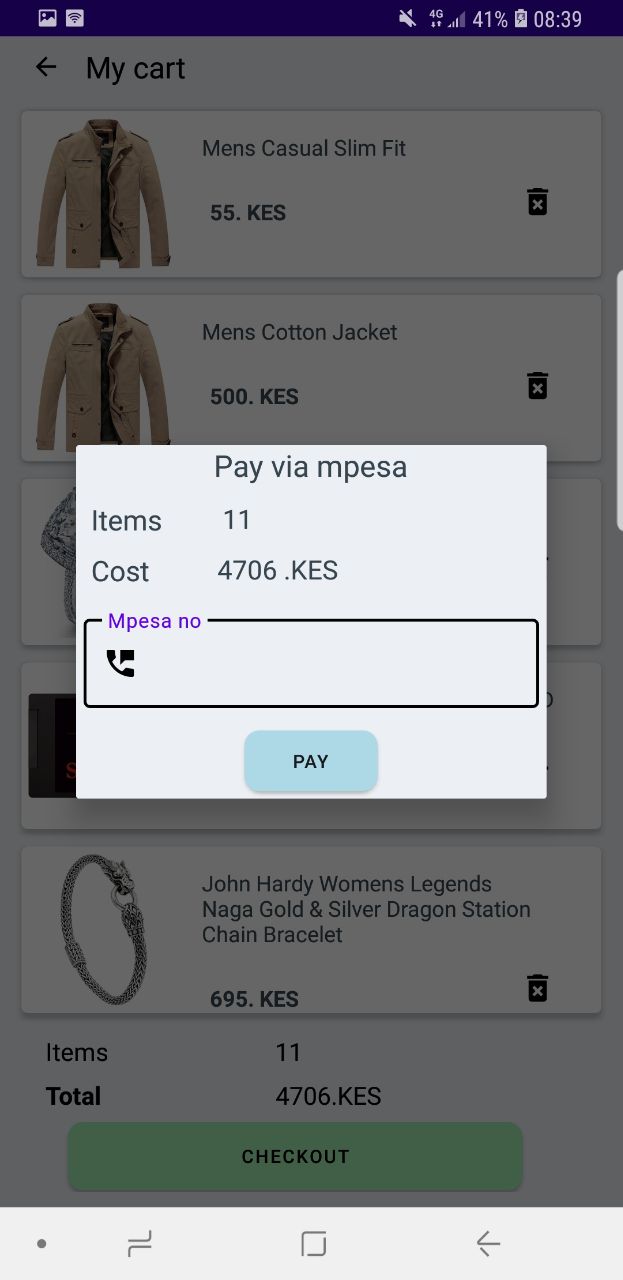 4G 41% 08:39
My cart
Mens Casual Slim Fit
55. KES
Mens Cotton Jacket
500. KES
Pay via mpesa
Items 11
Cost 4706 .KES
Mpesa no
PAY
John Hardy Womens Legends
Naga Gold & Silver Dragon Station
Chain Bracelet
695. KES
Items 11
Total 4706.KES
CHECKOUT